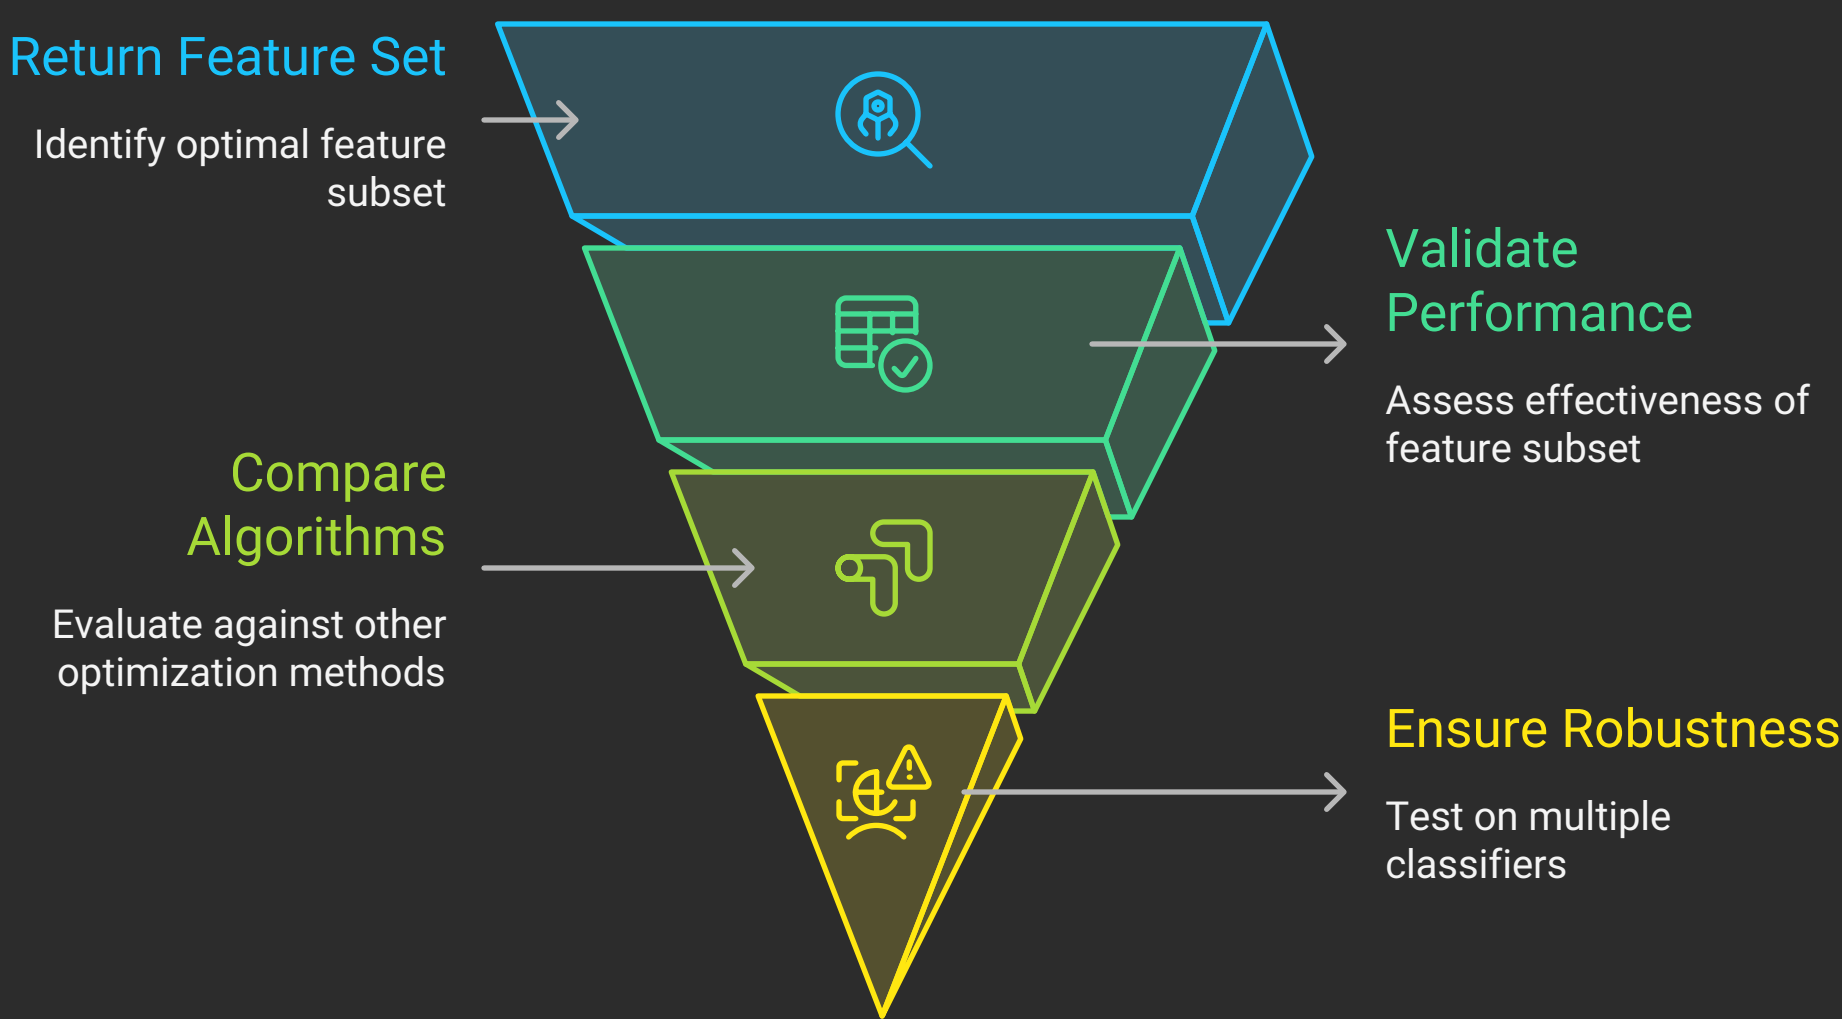 Return Feature Set
Identify optimal feature
subset
Validate
Performance
Assess effectiveness of
feature subset
Compare
Algorithms
Evaluate against other
optimization methods
Ensure Robustness
Test on multiple
classifiers